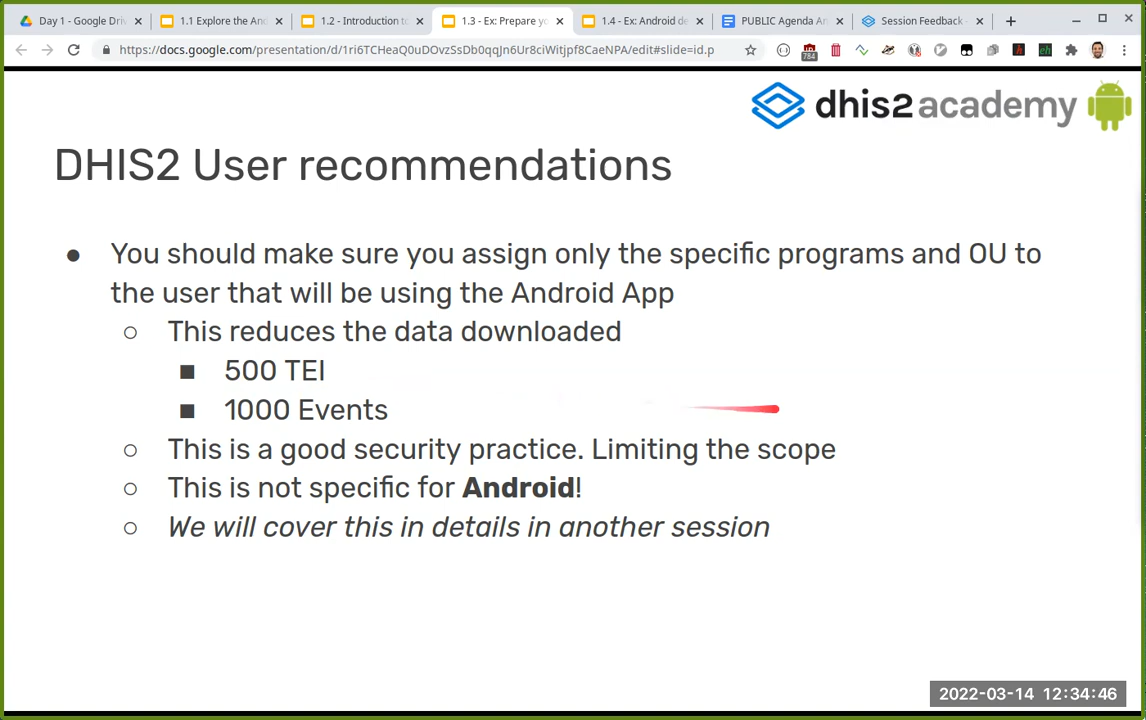 Day 1 - Google Driv
1.1 Explore the And
1.2 - Introduction to
1.3 - Ex: Prepare yo
1.4 - Ex: Android de
PUBLIC Agenda An
Session Feedback -
https://docs.google.com/presentation/d/1ri6TCHeaQ0uDOvzSsDb0qqJn6Ur8ciWitjpf8CaeNPA/edit#slide=id.p
784
dhis2 academy
DHIS2 User recommendations
● You should make sure you assign only the specific programs and OU to
the user that will be using the Android App
○ This reduces the data downloaded
■ 500 TEI
■ 1000 Events
○ This is a good security practice. Limiting the scope
○ This is not specific for Android!
○ We will cover this in details in another session
2022-03-14 12:34:46